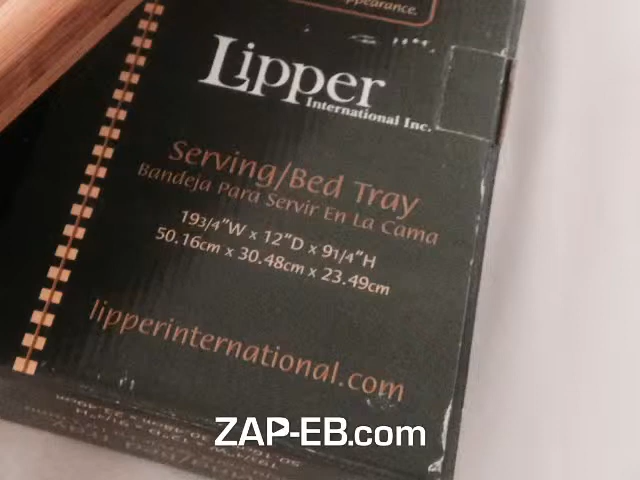 appearance.
Lipper
International Inc.
Serving/Bed Tray
Bandeja Para Servir En La Cama
193/4"W x 12"D x 91/4"H
50.16cm x 30.48cm x 23.49cm
lipperinternational.com
ZAP-EB.com